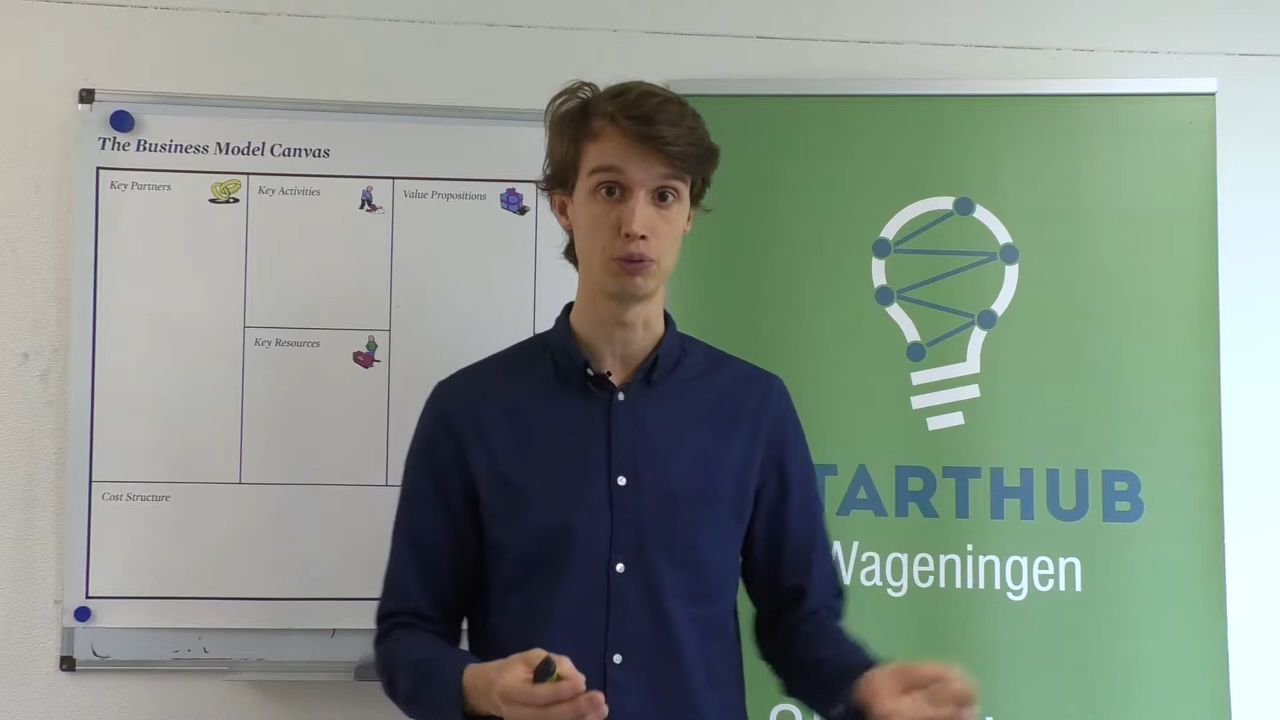 The Business Model Canvas
Key Partners
Key Activities
Value Propositions
Key Resources
Cost Structure
TARTHUB
Wageningen